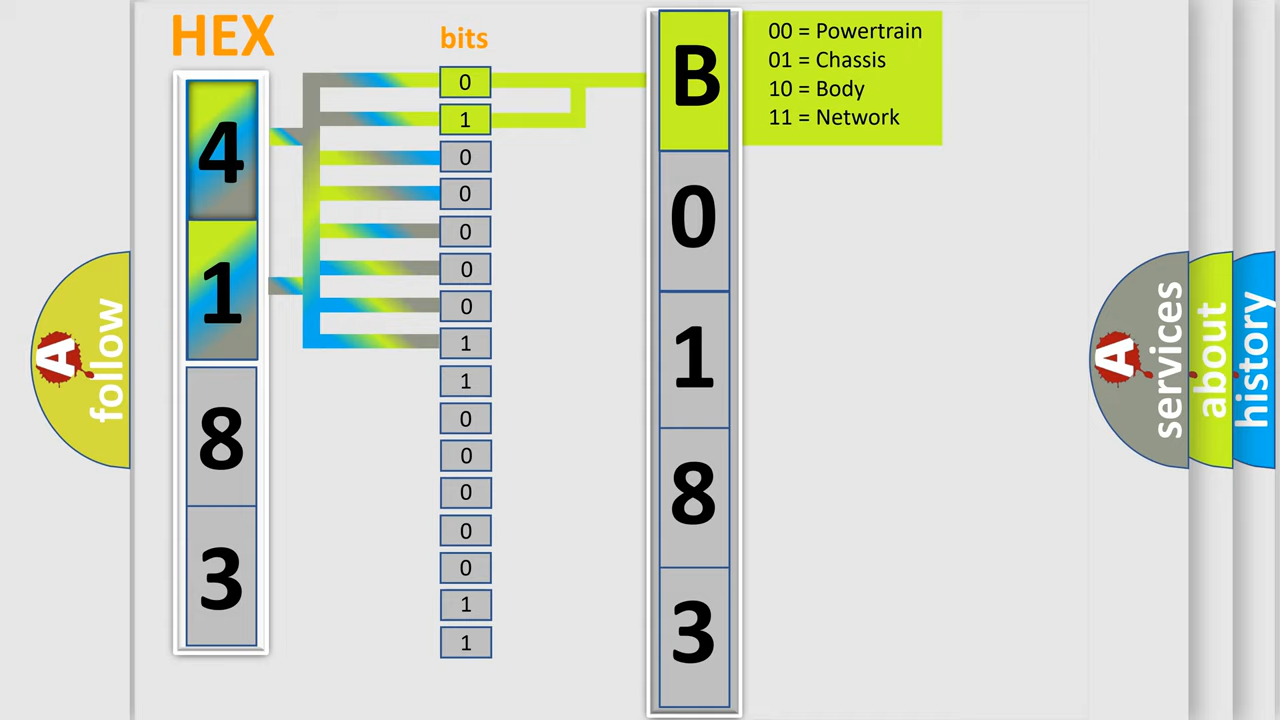 HEX
bits
4
1
8
3
0
1
0
0
0
0
0
1
1
0
0
0
0
0
1
1
B
0
1
8
3
00 = Powertrain
01 = Chassis
10 = Body
11 = Network
A
follow
A
services
about
history